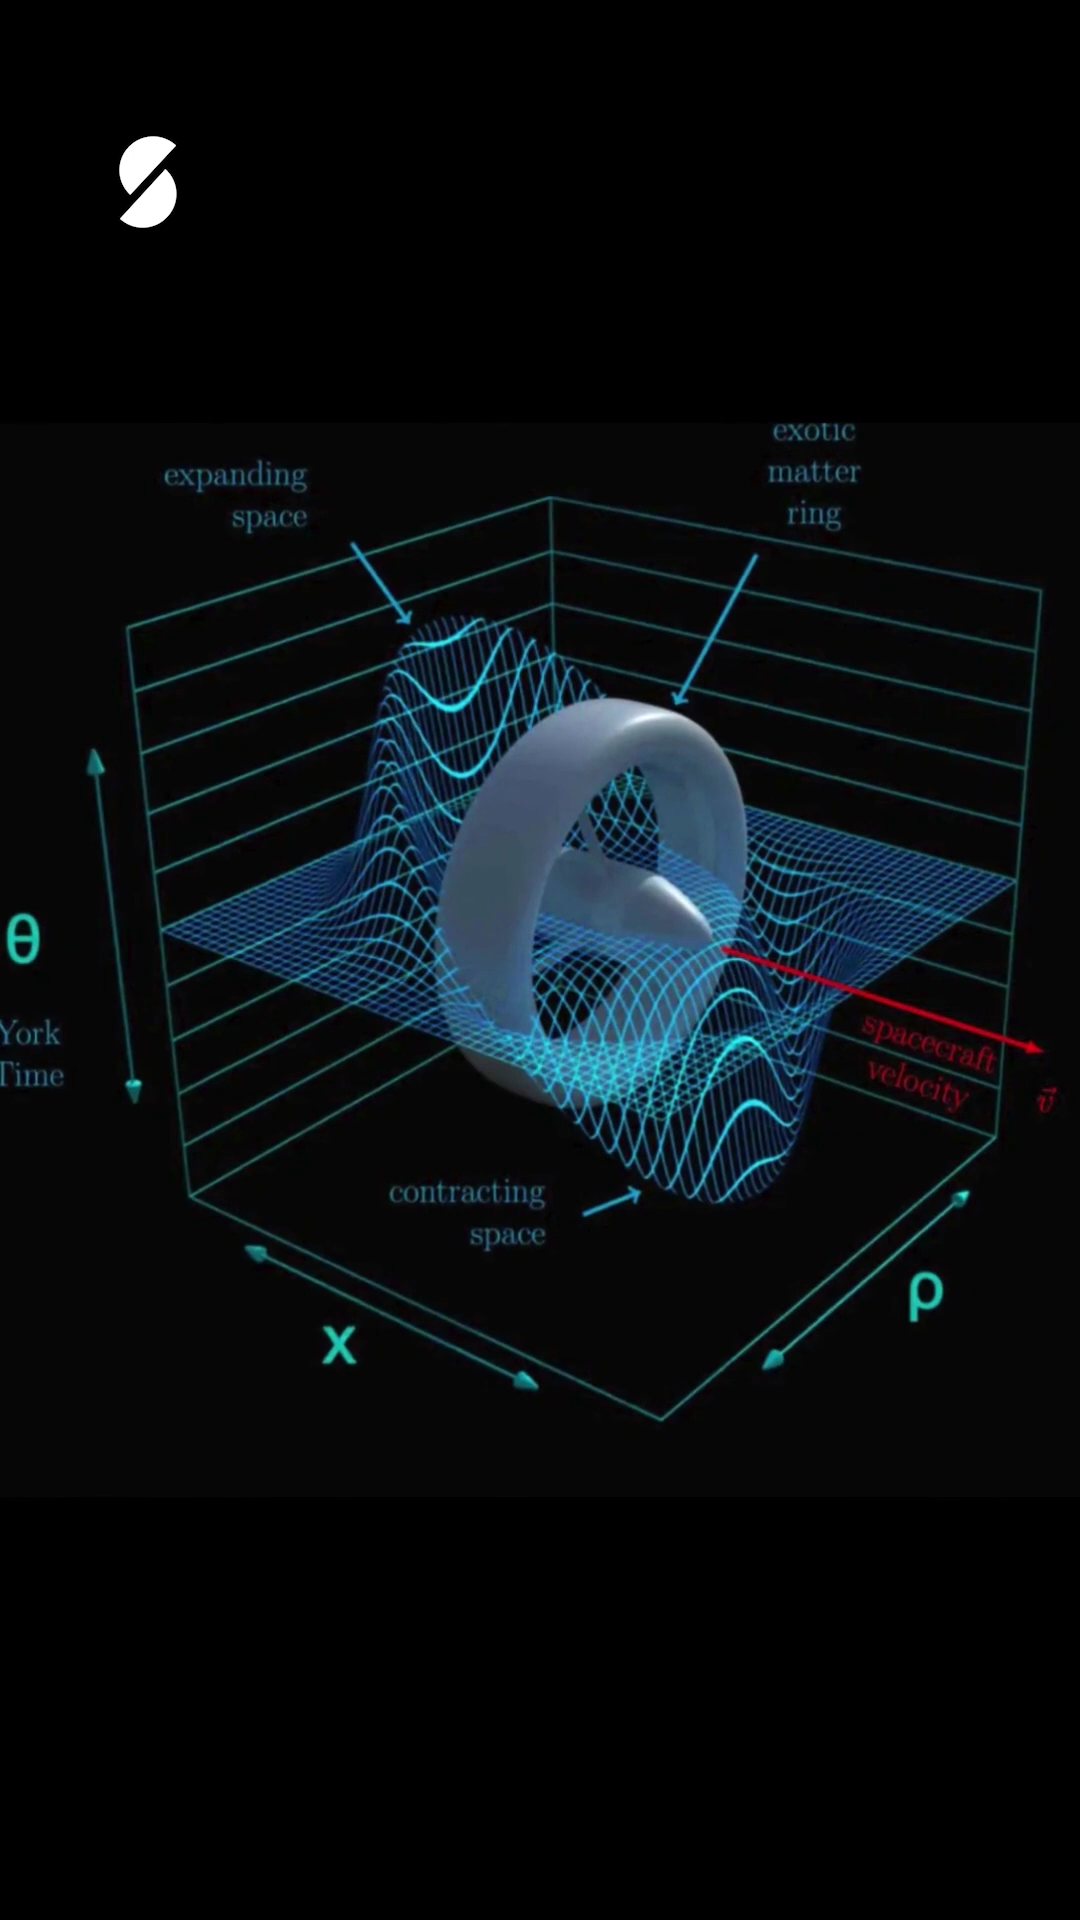 exotic
matter
ring
expanding
space
θ
York
Time
spacecraft
velocity
v⃗
contracting
space
x
ρ